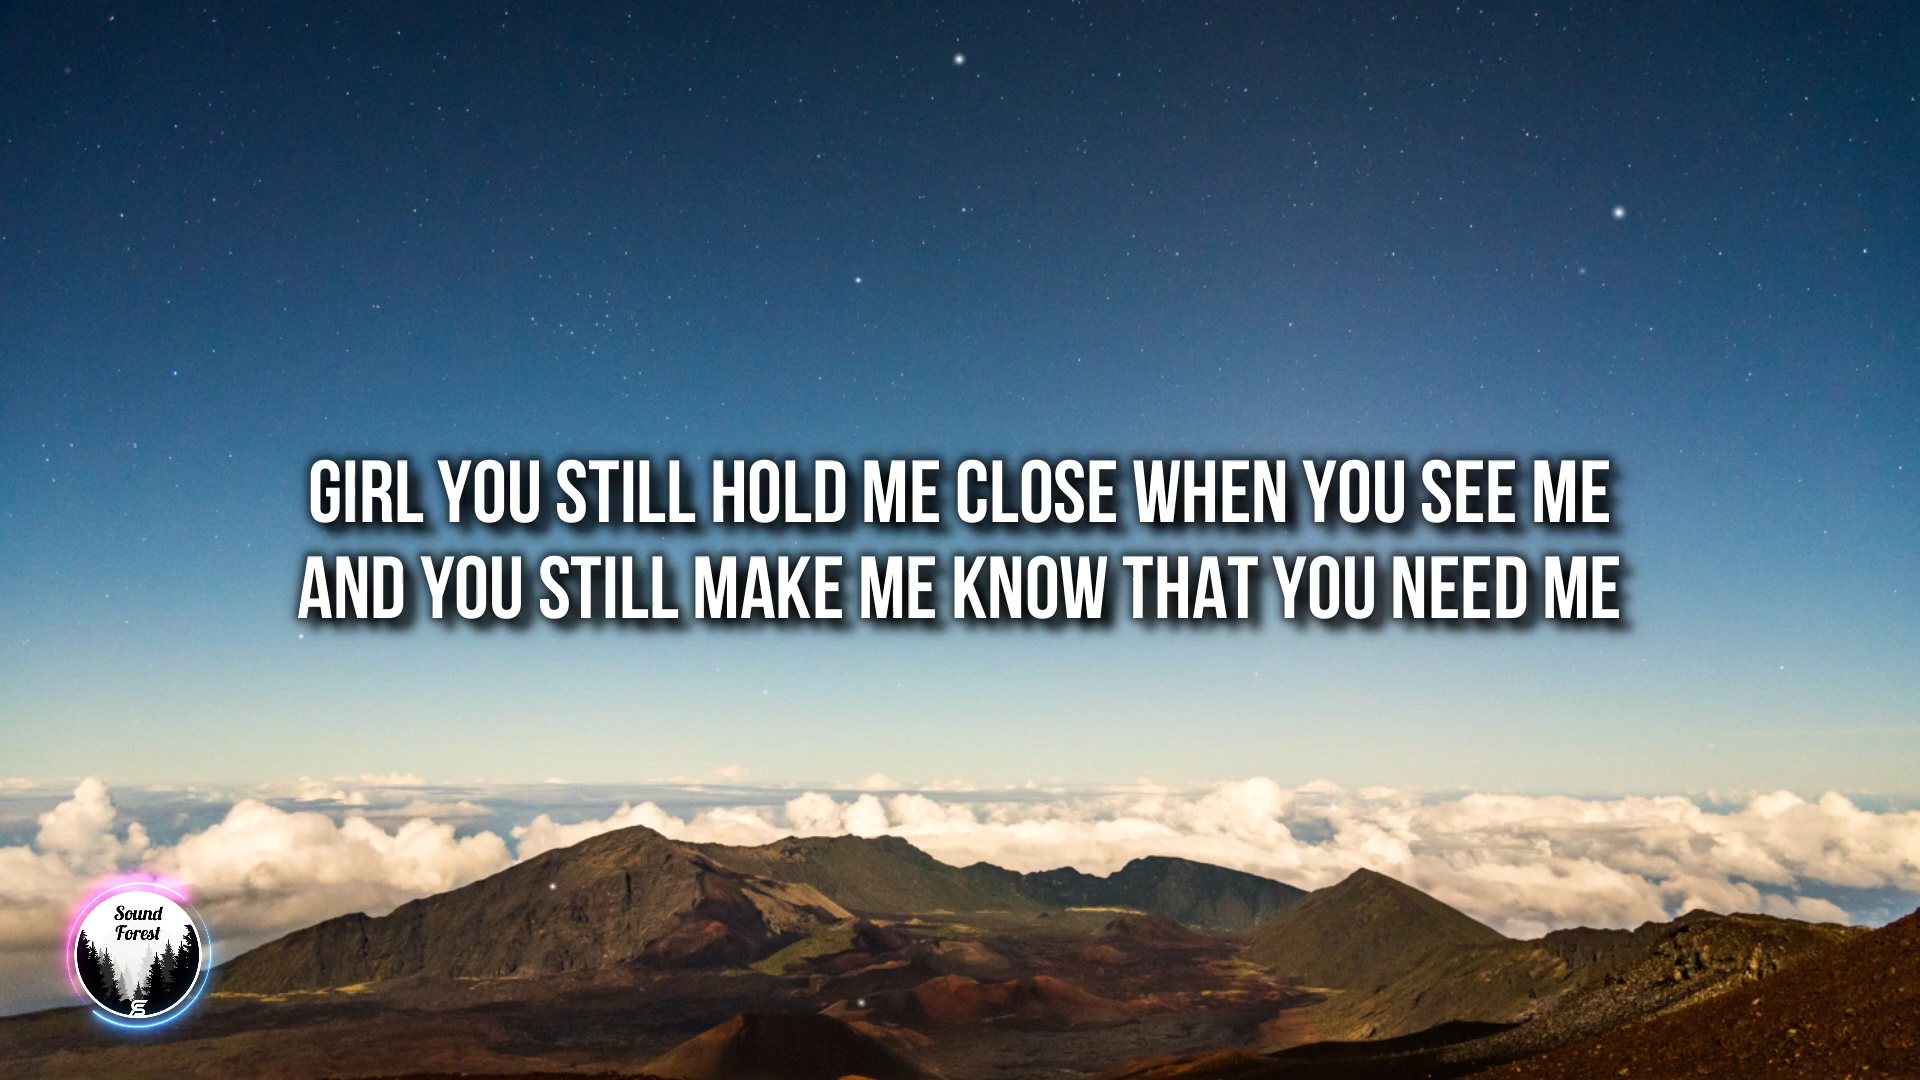 GIRL YOU STILL HOLD ME CLOSE WHEN YOU SEE ME
AND YOU STILL MAKE ME KNOW THAT YOU NEED ME
Sound
Forest